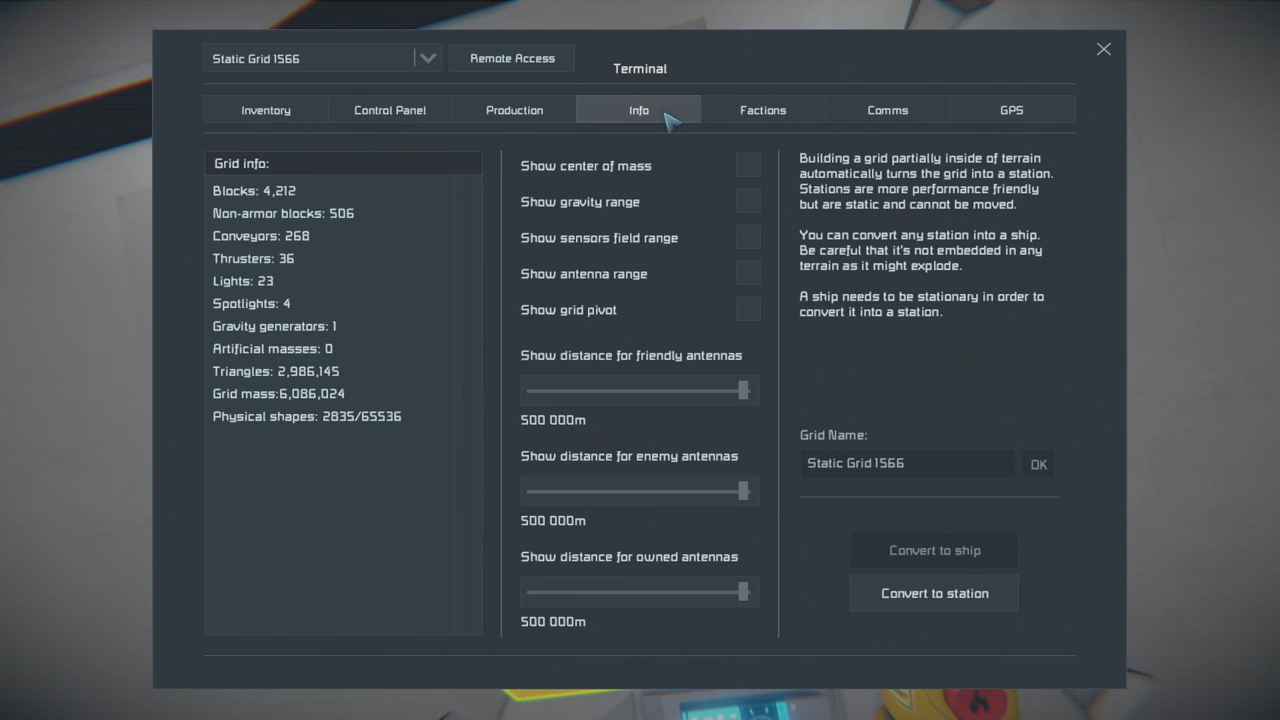 Static Grid 1566
Remote Access
Terminal
Inventory
Control Panel
Production
Info
Factions
Comms
GPS
Grid info:
Blocks: 4,212
Non-armor blocks: 506
Conveyors: 268
Thrusters: 36
Lights: 23
Spotlights: 4
Gravity generators: 1
Artificial masses: 0
Triangles: 2,986,145
Grid mass:6,086,024
Physical shapes: 2835/65536
Show center of mass
Show gravity range
Show sensors field range
Show antenna range
Show grid pivot
Show distance for friendly antennas
500 000m
Show distance for enemy antennas
500 000m
Show distance for owned antennas
500 000m
Building a grid partially inside of terrain
automatically turns the grid into a station.
Stations are more performance friendly
but are static and cannot be moved.
You can convert any station into a ship.
Be careful that it's not embedded in any
terrain as it might explode.
A ship needs to be stationary in order to
convert it into a station.
Grid Name:
Static Grid 1566
OK
Convert to ship
Convert to station